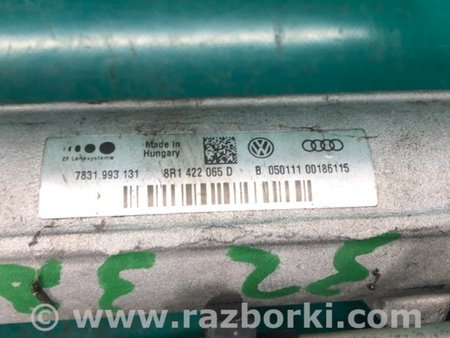 ZF Lenksysteme
Made in
Hungary
7831 993 131
8R1 422 065 D
B 050111 00186115
www.razborki.com